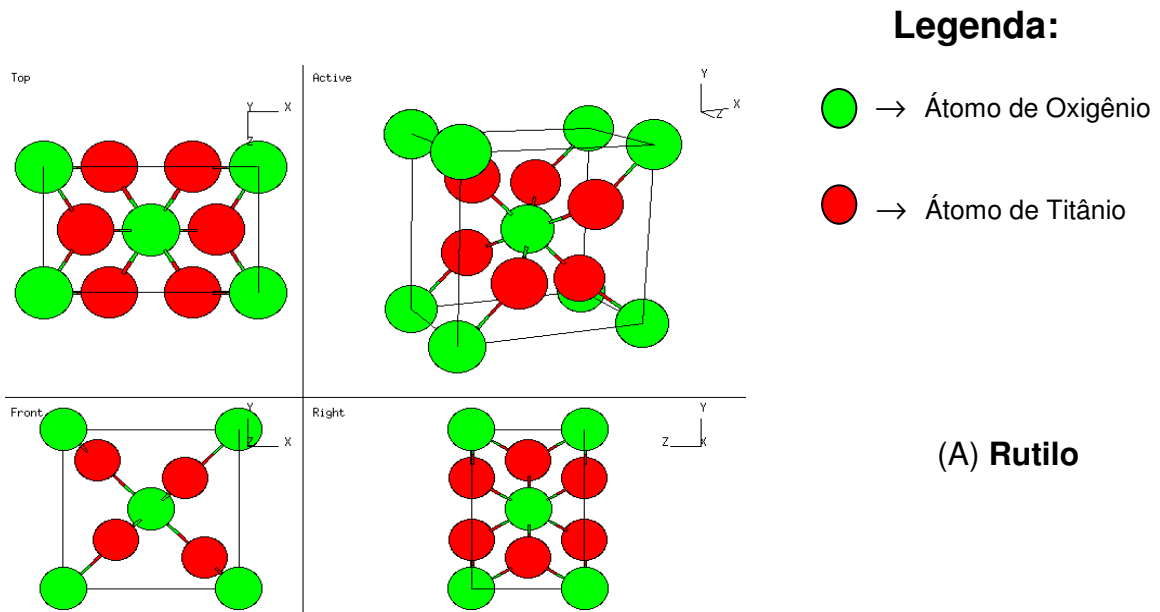 Legenda:
→ Átomo de Oxigênio
→ Átomo de Titânio
Top
Y X
Z
Active
Y
X
Z
Front
Y
Z X
Right
Y
Z X
(A) Rutilo